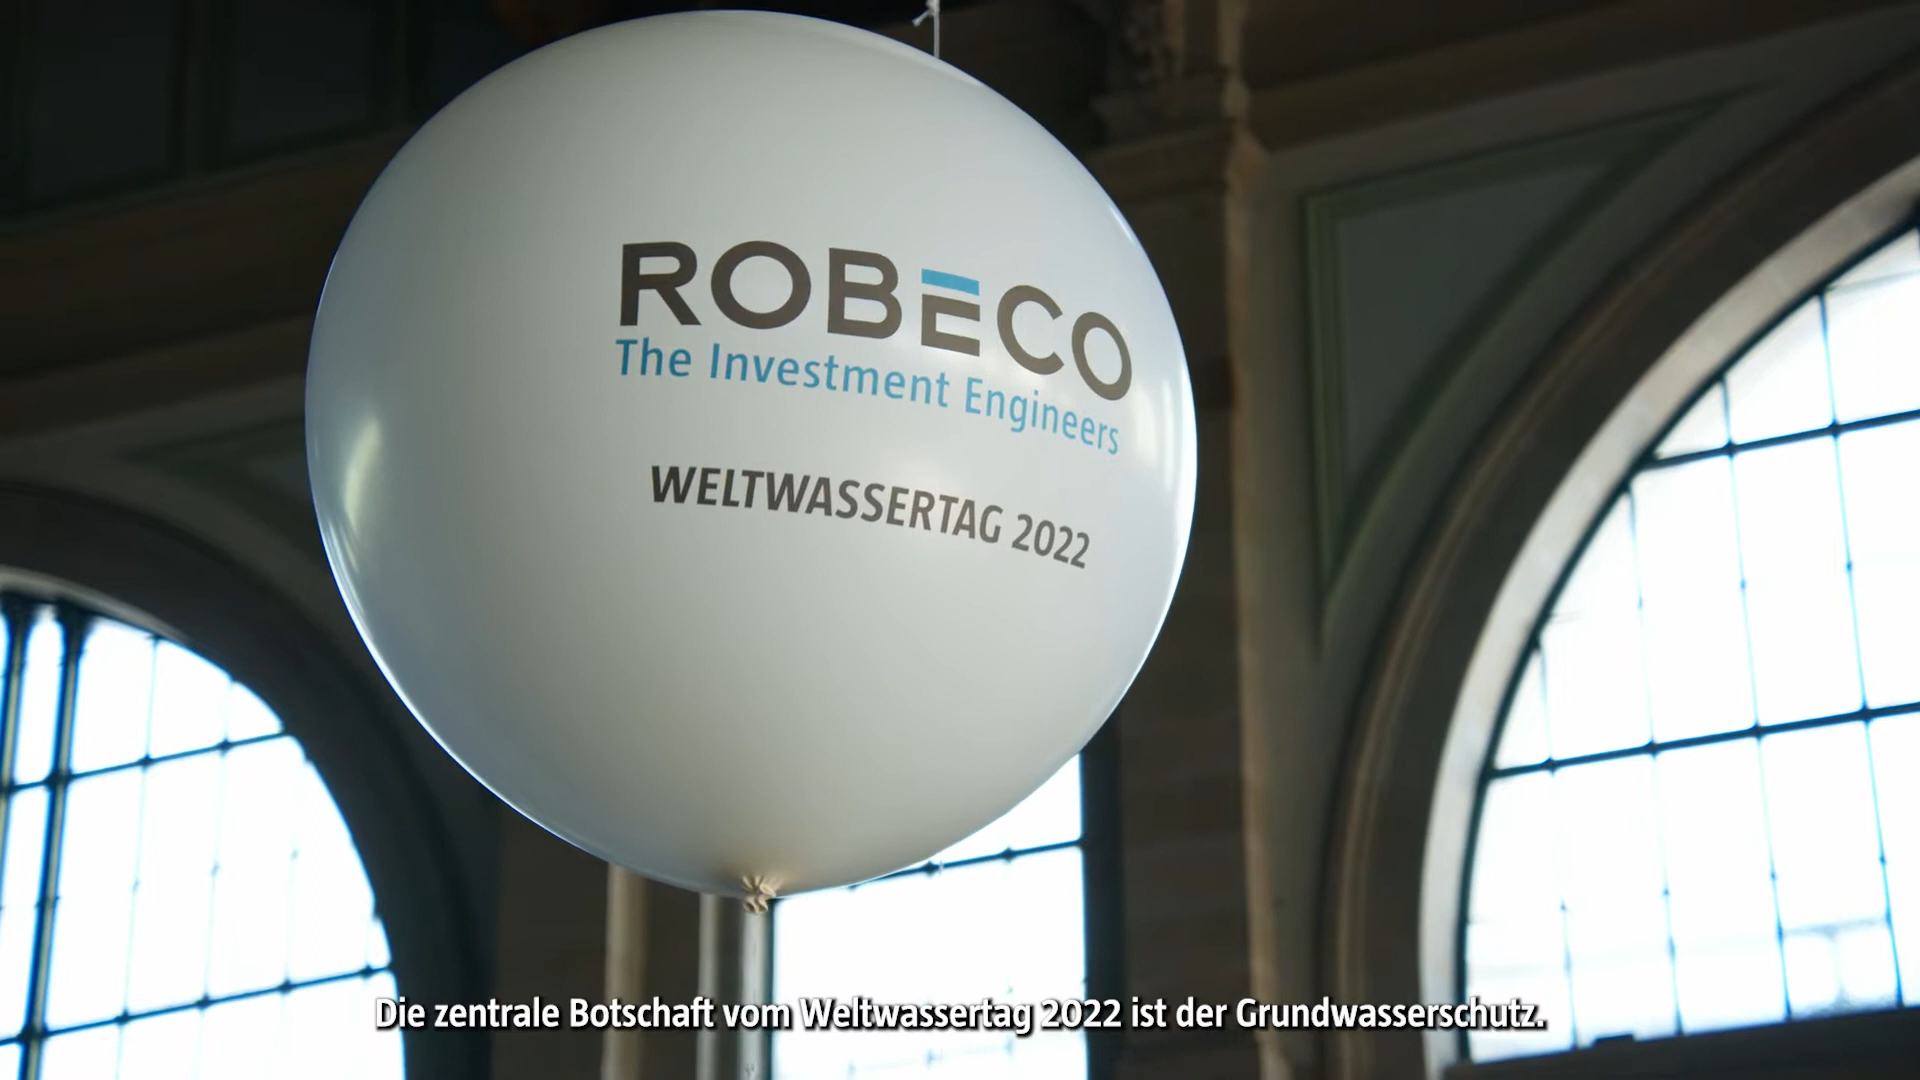 ROBECO
The Investment Engineers
WELTWASSERTAG 2022
Die zentrale Botschaft vom Weltwassertag 2022 ist der Grundwasserschutz.